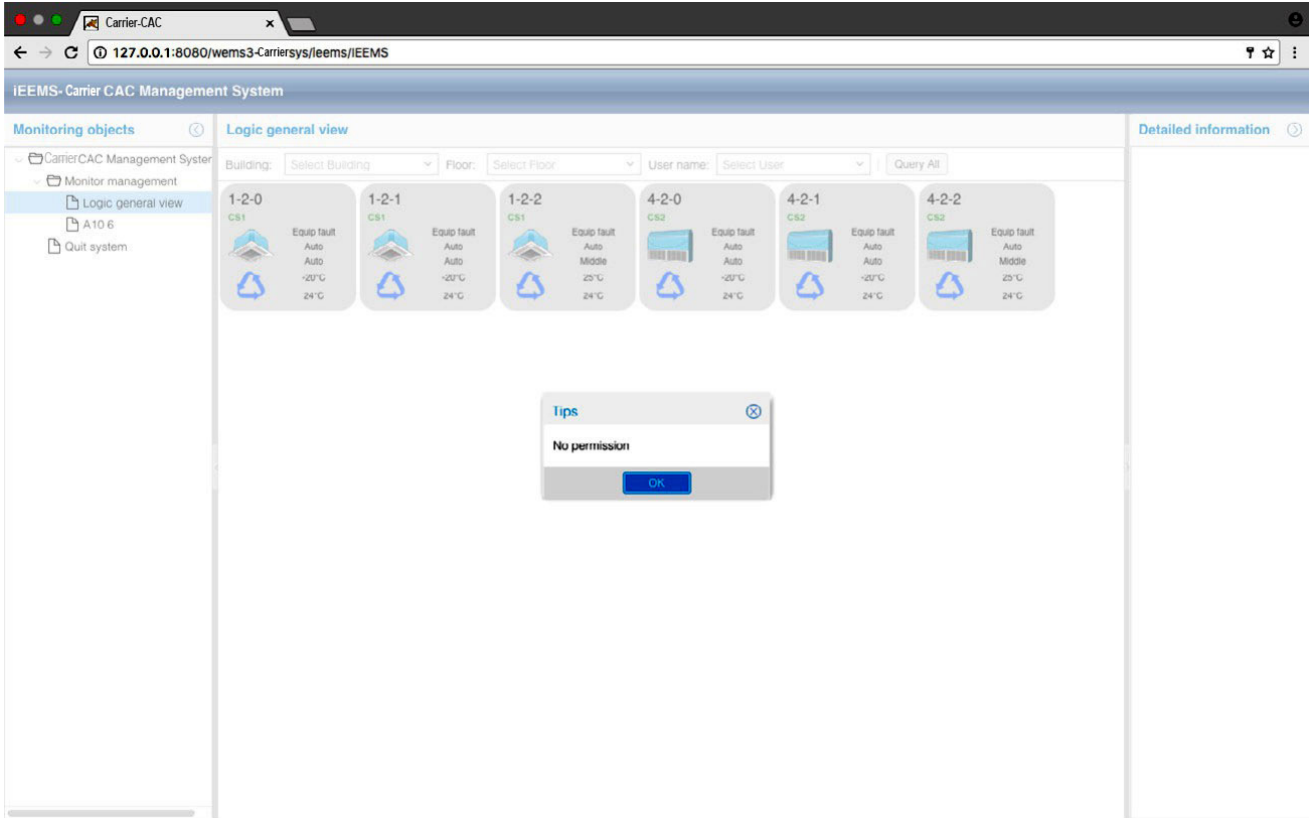 Carrier-CAC
127.0.0.1:8080/wems3-Carriersys/ieems/IEEMS
iEEMS- Carrier CAC Management System
Monitoring objects
Logic general view
Detailed information
Carrier CAC Management Syster
Monitor management
Logic general view
A10 6
Quit system
Building: Select Building Floor: Select Floor User name: Select User Query All
1-2-0
CS1
Equip fault
Auto
Auto
-20°C
24°C
1-2-1
CS1
Equip fault
Auto
Auto
-20°C
24°C
1-2-2
CS1
Equip fault
Auto
Middle
25°C
24°C
4-2-0
CS2
Equip fault
Auto
Auto
-20°C
24°C
4-2-1
CS2
Equip fault
Auto
Auto
-20°C
24°C
4-2-2
CS2
Equip fault
Auto
Middle
25°C
24°C
Tips
No permission
OK